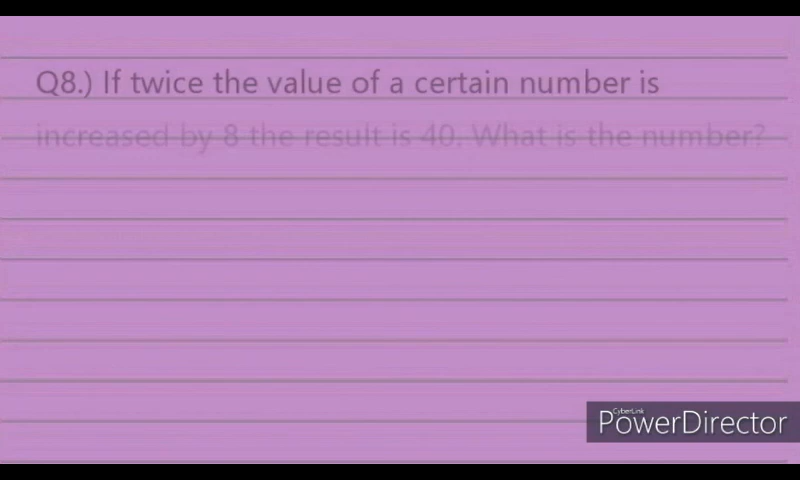 Q8.) If twice the value of a certain number is
increased by 8 the result is 40. What is the number?
CyberLink
PowerDirector